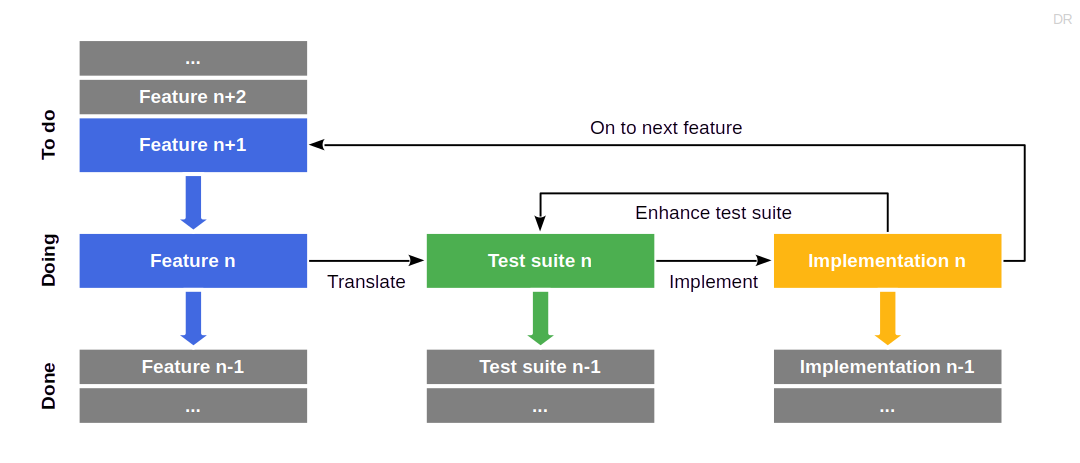 DR
...
Feature n+2
To do
Feature n+1
On to next feature
Enhance test suite
Doing
Feature n
Translate
Test suite n
Implement
Implementation n
Done
Feature n-1
Test suite n-1
Implementation n-1
...
...
...